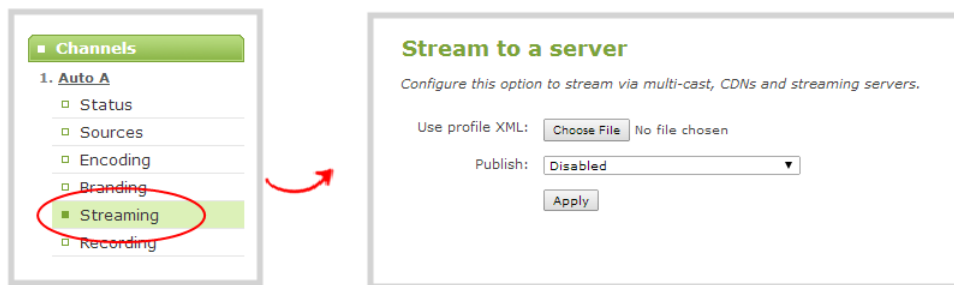 Channels
1. Auto A
Status
Sources
Encoding
Branding
Streaming
Recording
Stream to a server
Configure this option to stream via multi-cast, CDNs and streaming servers.
Use profile XML: Choose File No file chosen
Publish: Disabled
Apply